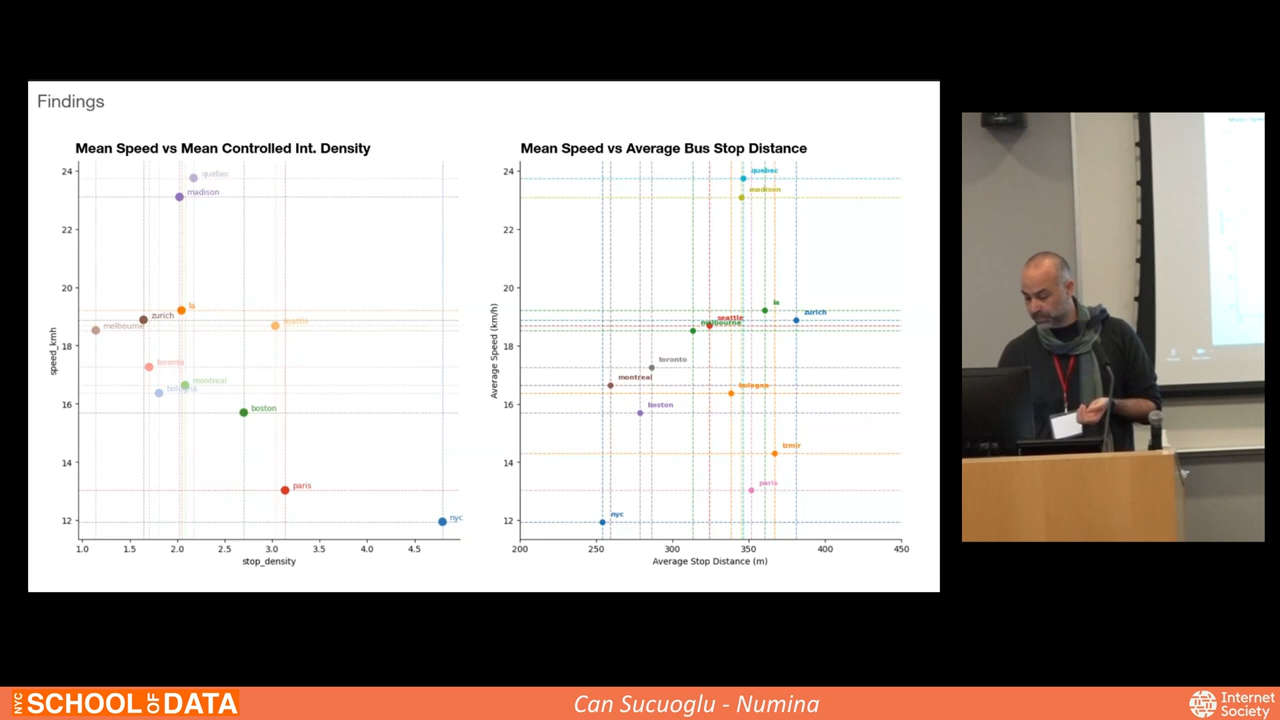 Findings
Mean Speed vs Mean Controlled Int. Density
24
22
20
18
16
14
12
speed_kmh
1.0 1.5 2.0 2.5 3.0 3.5 4.0 4.5
stop_density
quebec
madison
la
zurich
melbourne
seattle
toronto
montreal
bologna
boston
paris
nyc
Mean Speed vs Average Bus Stop Distance
24
22
20
18
16
14
12
Average Speed (km/h)
200 250 300 350 400 450
Average Stop Distance (m)
quebec
madison
la
zurich
seattle
melbourne
toronto
montreal
bologna
boston
izmir
paris
nyc
NYC SCHOOL OF DATA
Can Sucuoglu - Numina
Internet
Society